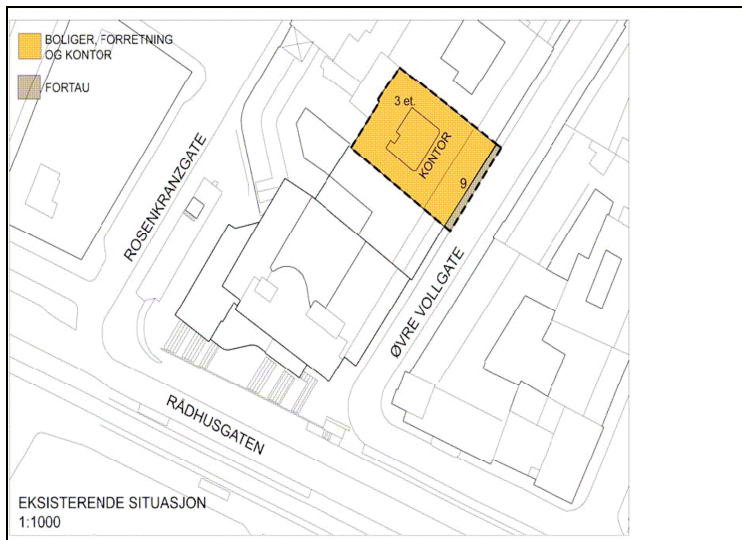 BOLIGER, FORRETNING
OG KONTOR
FORTAU
3 et.
KONTOR
9
ROSENKRANZGATE
ØVRE VOLLGATE
RÅDHUSGATEN
EKSISTERENDE SITUASJON
1:1000